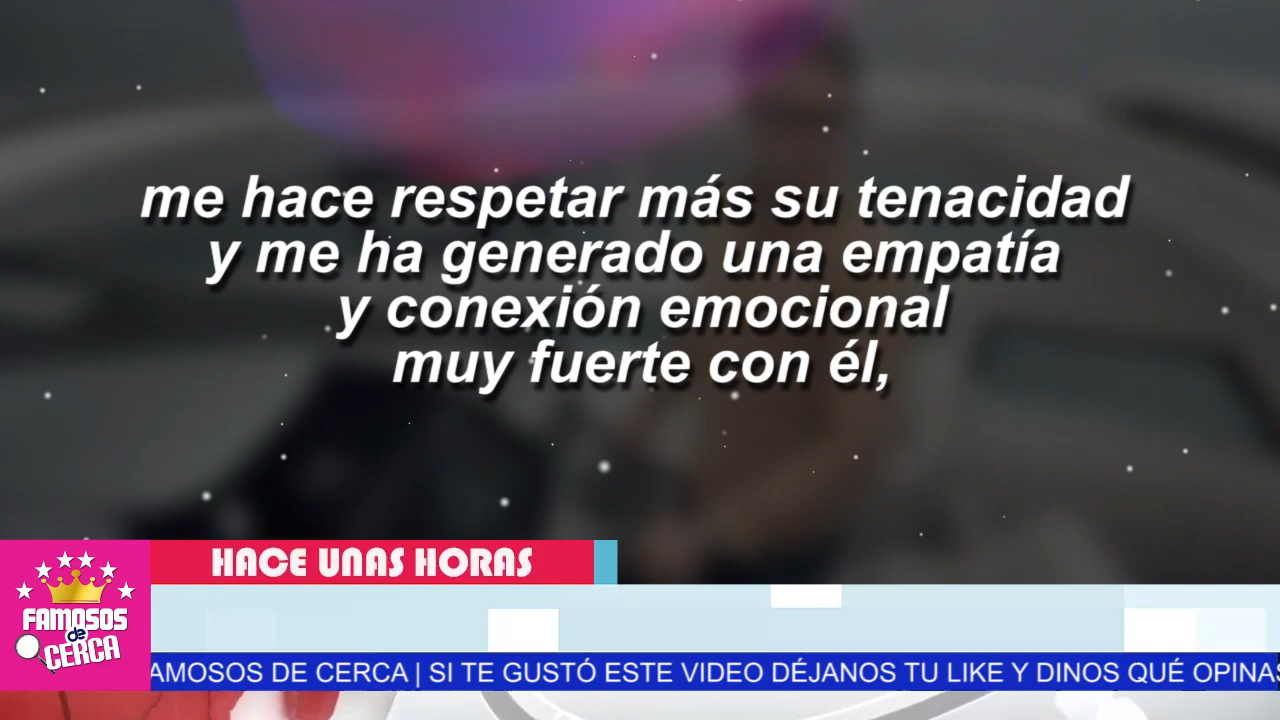 me hace respetar más su tenacidad
y me ha generado una empatía
y conexión emocional
muy fuerte con él,
HACE UNAS HORAS
FAMOSOS
de
CERCA
AMOSOS DE CERCA | SI TE GUSTÓ ESTE VIDEO DÉJANOS TU LIKE Y DINOS QUÉ OPINAS